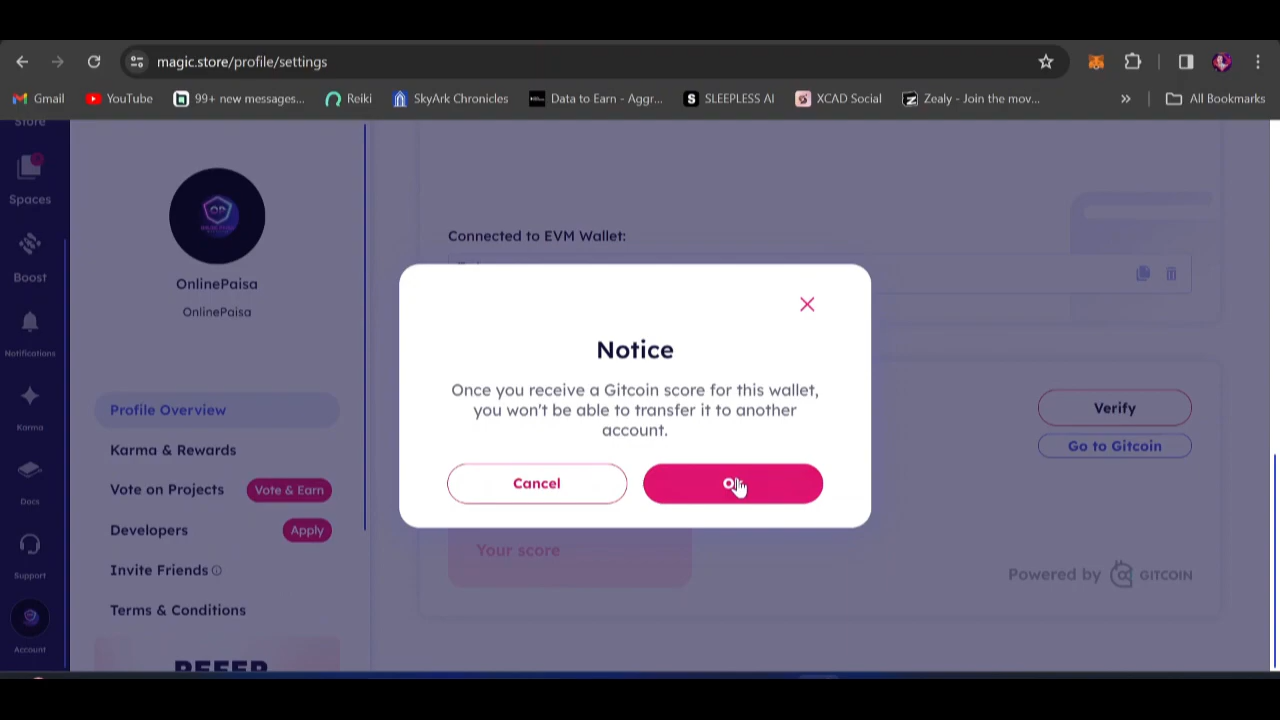 magic.store/profile/settings
Gmail
YouTube
99+ new messages...
Reiki
SkyArk Chronicles
Data to Earn - Aggr...
S
SLEEPLESS AI
XCAD Social
Zealy - Join the mov...
»
All Bookmarks
Store
Spaces
Boost
Notifications
Karma
Docs
Support
Account
OP
OnlinePaisa
OnlinePaisa
Profile Overview
Karma & Rewards
Vote on Projects
Vote & Earn
Developers
Apply
Invite Friends
Terms & Conditions
REFER
Connected to EVM Wallet:
Notice
Once you receive a Gitcoin score for this wallet,
you won't be able to transfer it to another
account.
Cancel
Verify
Go to Gitcoin
Your score
Powered by GITCOIN